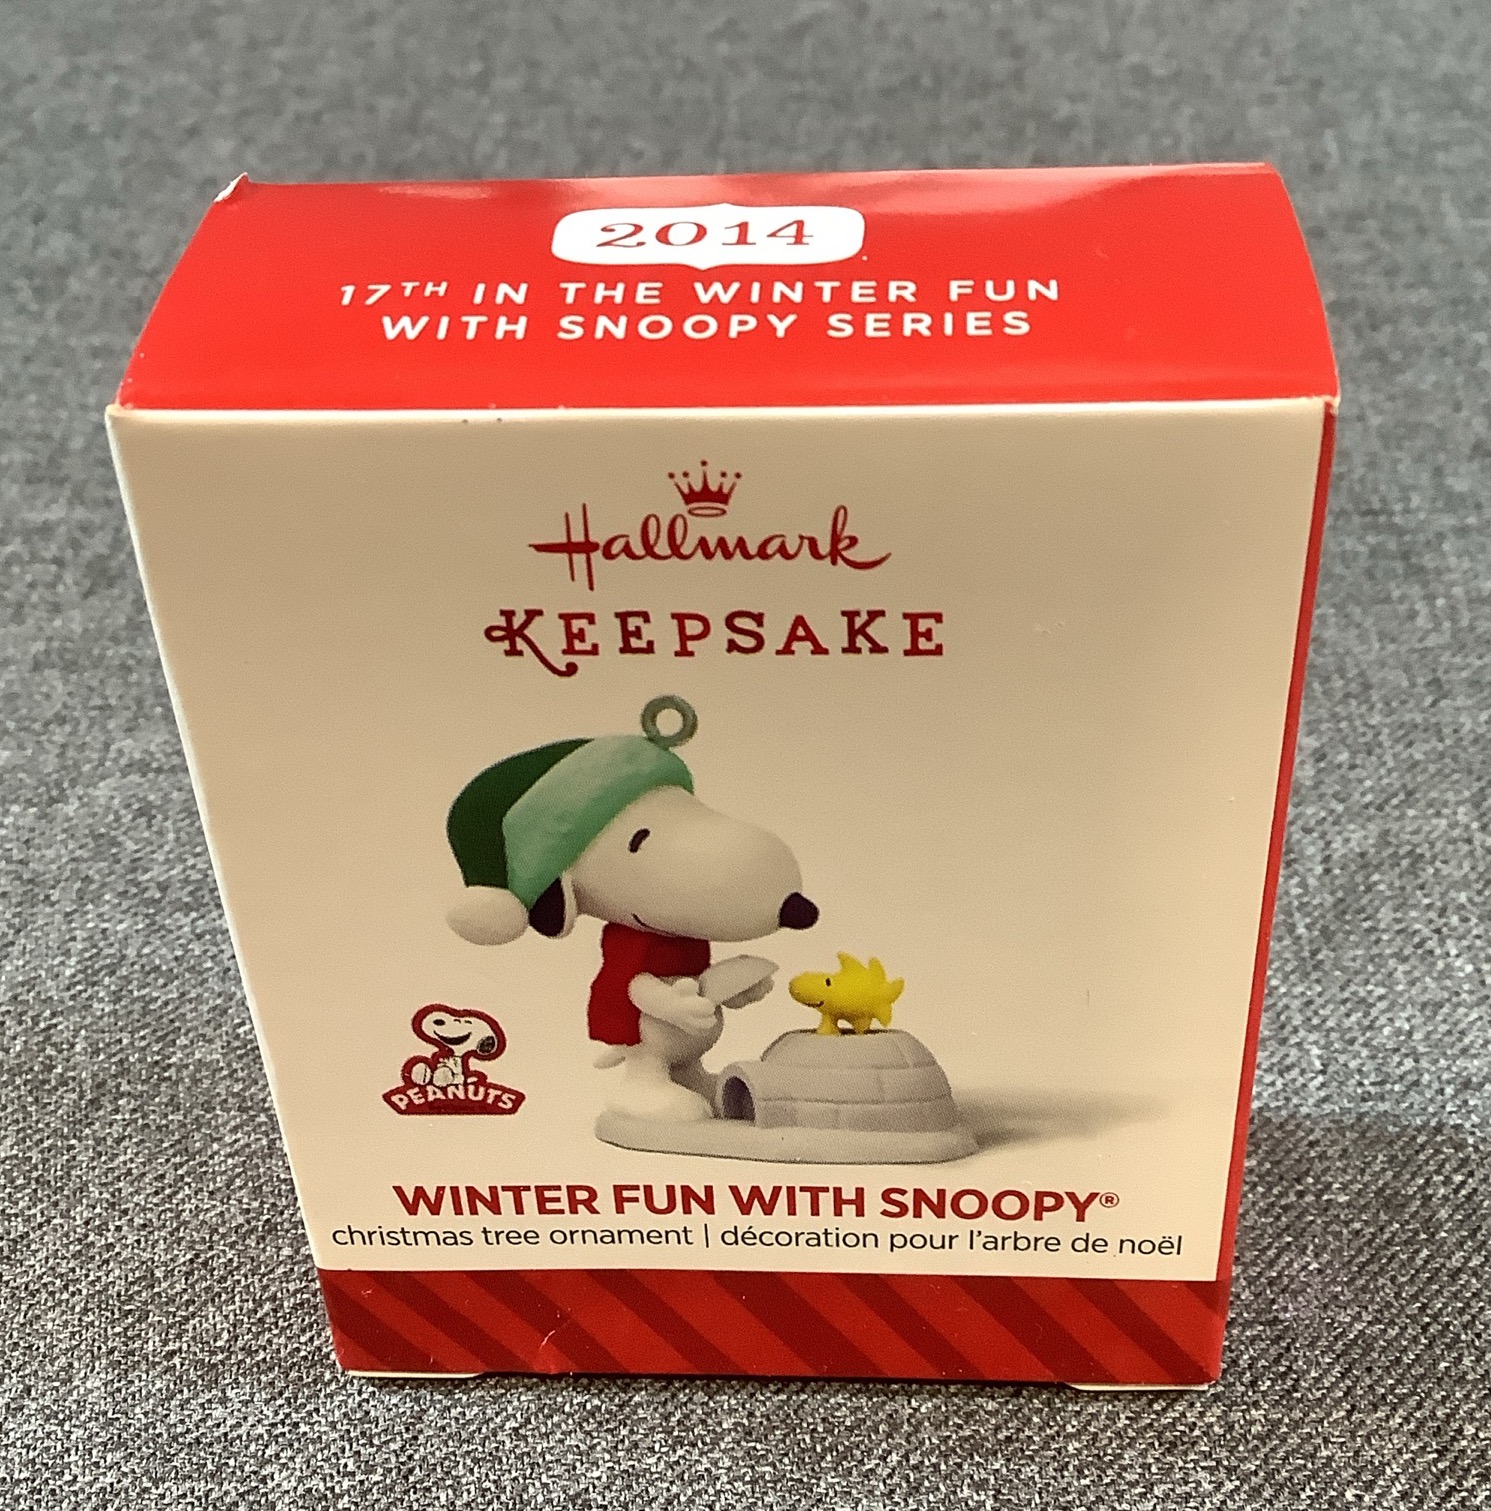 2014
17TH IN THE WINTER FUN
WITH SNOOPY SERIES
Hallmark
KEEPSAKE
PEANUTS
WINTER FUN WITH SNOOPY®
christmas tree ornament | décoration pour l'arbre de noël